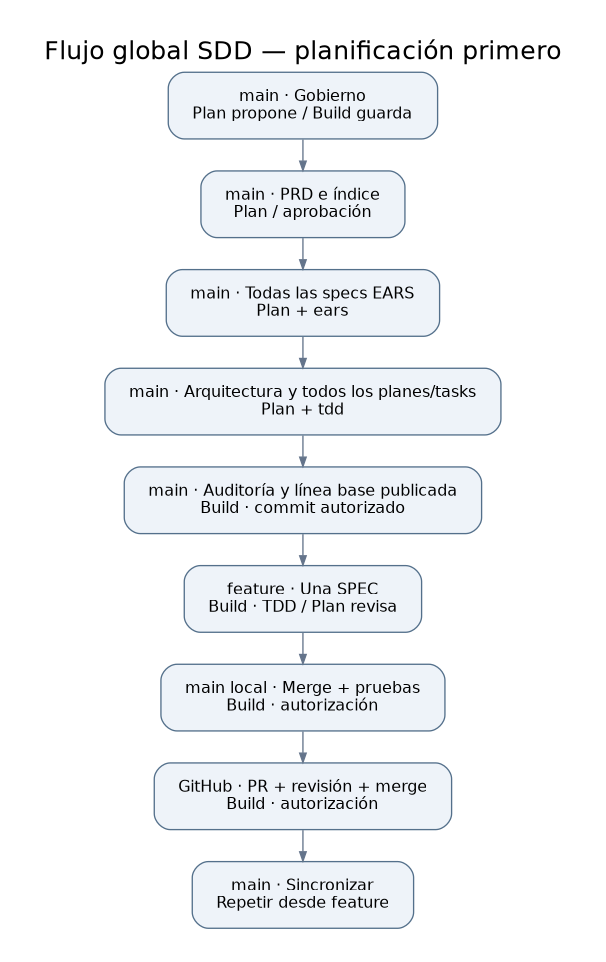 Flujo global SDD — planificación primero
main · Gobierno
Plan propone / Build guarda
main · PRD e índice
Plan / aprobación
main · Todas las specs EARS
Plan + ears
main · Arquitectura y todos los planes/tasks
Plan + tdd
main · Auditoría y línea base publicada
Build · commit autorizado
feature · Una SPEC
Build · TDD / Plan revisa
main local · Merge + pruebas
Build · autorización
GitHub · PR + revisión + merge
Build · autorización
main · Sincronizar
Repetir desde feature